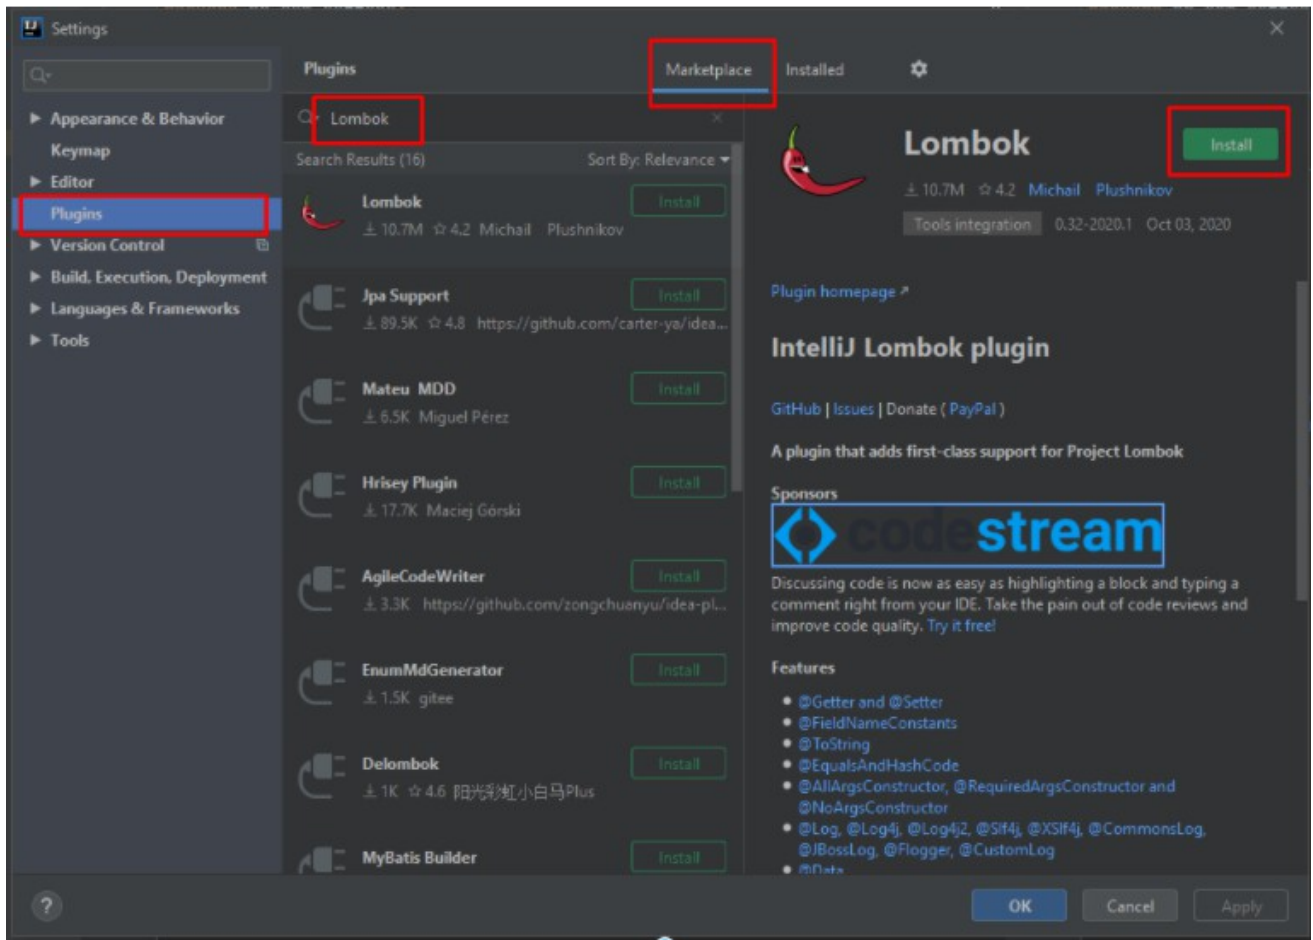 Settings
Appearance & Behavior
Keymap
Editor
Plugins
Version Control
Build, Execution, Deployment
Languages & Frameworks
Tools
Plugins
Marketplace
Installed
Lombok
Search Results (16)
Sort By: Relevance
Lombok
Install
10.7M 4.2 Michail Plushnikov
Jpa Support
Install
89.5K 4.8 https://github.com/carter-ya/idea...
Mateu MDD
Install
6.5K Miguel Pérez
Hrisey Plugin
Install
17.7K Maciej Górski
AgileCodeWriter
Install
3.3K https://github.com/zongchuanyu/idea-pl...
EnumMdGenerator
Install
1.5K gitee
Delombok
Install
1K 4.6 阳光彩虹小白马Plus
MyBatis Builder
Install
Lombok
Install
10.7M 4.2 Michail Plushnikov
Tools integration 0.32-2020.1 Oct 03, 2020
Plugin homepage
IntelliJ Lombok plugin
GitHub | Issues | Donate ( PayPal )
A plugin that adds first-class support for Project Lombok
Sponsors
codestream
Discussing code is now as easy as highlighting a block and typing a
comment right from your IDE. Take the pain out of code reviews and
improve code quality. Try it free!
Features
@Getter and @Setter
@FieldNameConstants
@ToString
@EqualsAndHashCode
@AllArgsConstructor, @RequiredArgsConstructor and
@NoArgsConstructor
@Log, @Log4j, @Log4j2, @Slf4j, @XSlf4j, @CommonsLog,
@JBossLog, @Flogger, @CustomLog
@Data
?
OK
Cancel
Apply